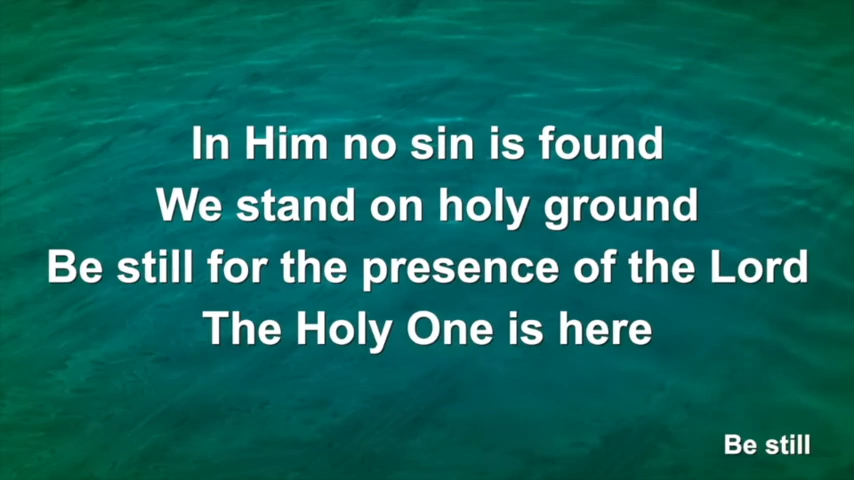 In Him no sin is found
We stand on holy ground
Be still for the presence of the Lord
The Holy One is here
Be still